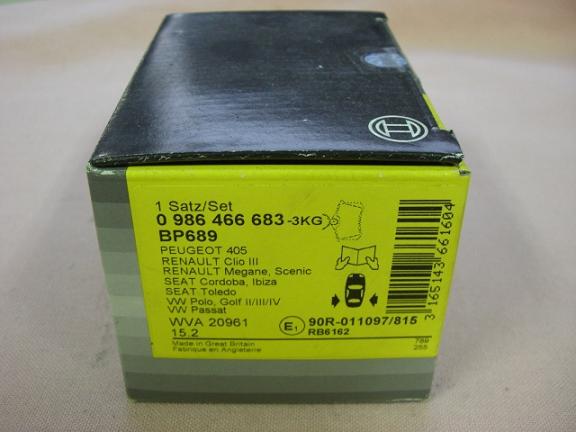 1 Satz/Set
0 986 466 683-3KG
BP689
PEUGEOT 405
RENAULT Clio III
RENAULT Megane, Scenic
SEAT Cordoba, Ibiza
SEAT Toledo
VW Polo, Golf II/III/IV
VW Passat
WVA 20961
15.2
E1 90R-011097/815
RB6162
Made in Great Britain
Fabriqué en Angleterre
789
255
3 165143 661604